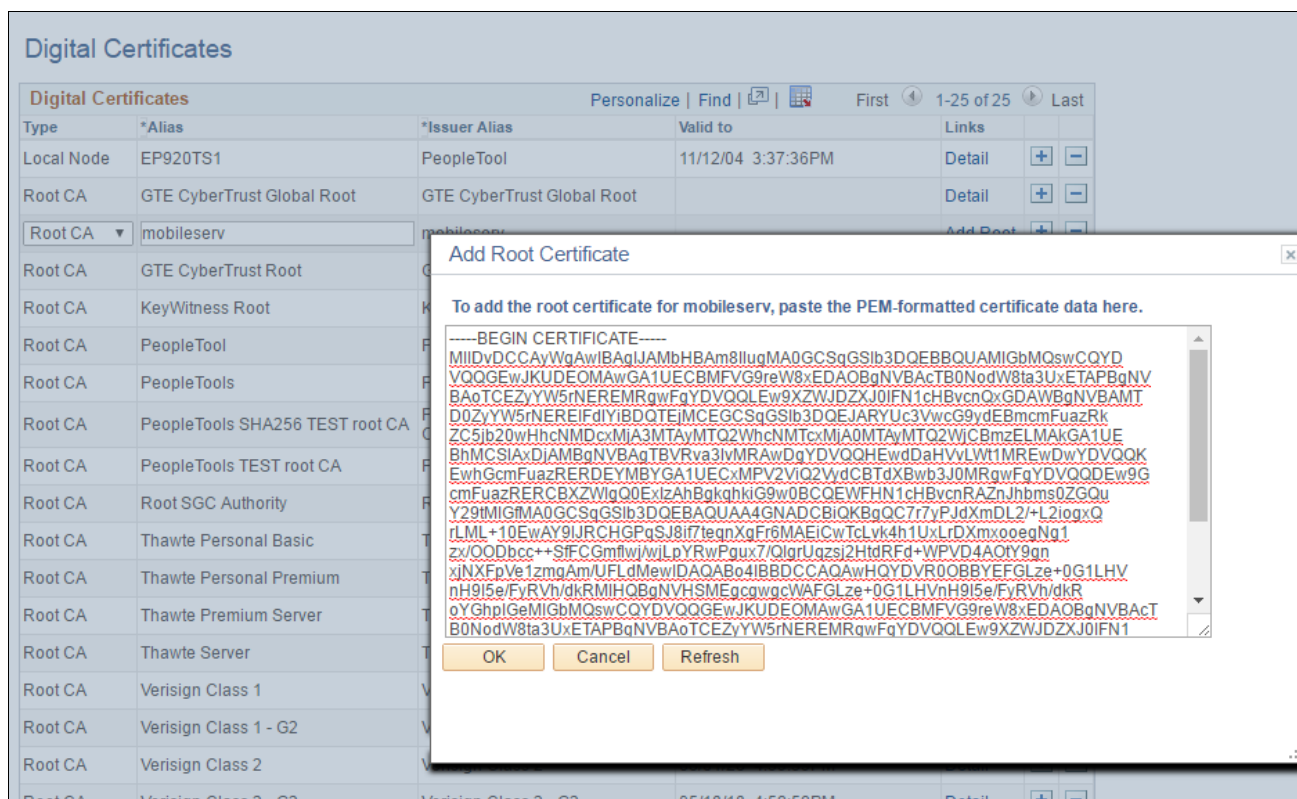 Digital Certificates
Digital Certificates Personalize | Find | | First 1-25 of 25 Last
Type *Alias *Issuer Alias Valid to Links
Local Node EP920TS1 PeopleTool 11/12/04 3:37:36PM Detail
Root CA GTE CyberTrust Global Root GTE CyberTrust Global Root Detail
Root CA mobileserv mobileserv Add Root
Root CA GTE CyberTrust Root
Root CA KeyWitness Root
Root CA PeopleTool
Root CA PeopleTools
Root CA PeopleTools SHA256 TEST root CA
Root CA PeopleTools TEST root CA
Root CA Root SGC Authority
Root CA Thawte Personal Basic
Root CA Thawte Personal Premium
Root CA Thawte Premium Server
Root CA Thawte Server
Root CA Verisign Class 1
Root CA Verisign Class 1 - G2
Root CA Verisign Class 2
Add Root Certificate
To add the root certificate for mobileserv, paste the PEM-formatted certificate data here.
-----BEGIN CERTIFICATE-----
MIIDvDCCAyWgAwIBAgIJAMbHBAm8IlugMA0GCSqGSIb3DQEBBQUAMIGbMQswCQYD
VQQGEwJKUDEOMAwGA1UECBMFVG9reW8xEDAOBgNVBAcTB0NodW8ta3UxETAPBgNV
BAoTCEZyYW5rNEREMRgwFgYDVQQLEw9XZWJDZXJ0IFN1cHBvcnQxGDAWBgNVBAMT
D0ZyYW5rNEREIFdlYiBDQTEjMCEGCSqGSIb3DQEJARYUc3VwcG9ydEBmcmFuazRk
ZC5jb20wHhcNMDcxMjA3MTAyMTQ2WhcNMTcxMjA0MTAyMTQ2WjCBmzELMAkGA1UE
BhMCSlAxDjAMBgNVBAgTBVRva3lvMRAwDgYDVQQHEwdDaHVvLWt1MREwDwYDVQQK
EwhGcmFuazRERDEYMBYGA1UECxMPV2ViQ2VydCBTdXBwb3J0MRgwFgYDVQQDEw9G
cmFuazRERCBXZWIgQ0ExIzAhBgkqhkiG9w0BCQEWFHN1cHBvcnRAZnJhbms0ZGQu
Y29tMIGfMA0GCSqGSIb3DQEBAQUAA4GNADCBiQKBgQC7r7yPJdXmDL2/+L2iogxQ
rLML+10EwAY9IJRCHGPgSJ8if7teqnXgFr6MAEiCwTcLvk4h1UxLrDXmxooegNg1
zx/OODbcc++SfFCGmflwj/wjLpYRwPgux7/QIgrUqzsj2HtdRFd+WPVD4AOtY9gn
xjNXFpVe1zmgAm/UFLdMewIDAQABo4IBBDCCAQAwHQYDVR0OBBYEFGLze+0G1LHV
nH9I5e/FyRVh/dkRMIHQBgNVHSMEgcgwgcWAFGLze+0G1LHVnH9I5e/FyRVh/dkR
oYGhpIGeMIGbMQswCQYDVQQGEwJKUDEOMAwGA1UECBMFVG9reW8xEDAOBgNVBAcT
B0NodW8ta3UxETAPBgNVBAoTCEZyYW5rNEREMRgwFgYDVQQLEw9XZWJDZXJ0IFN1
OK Cancel Refresh